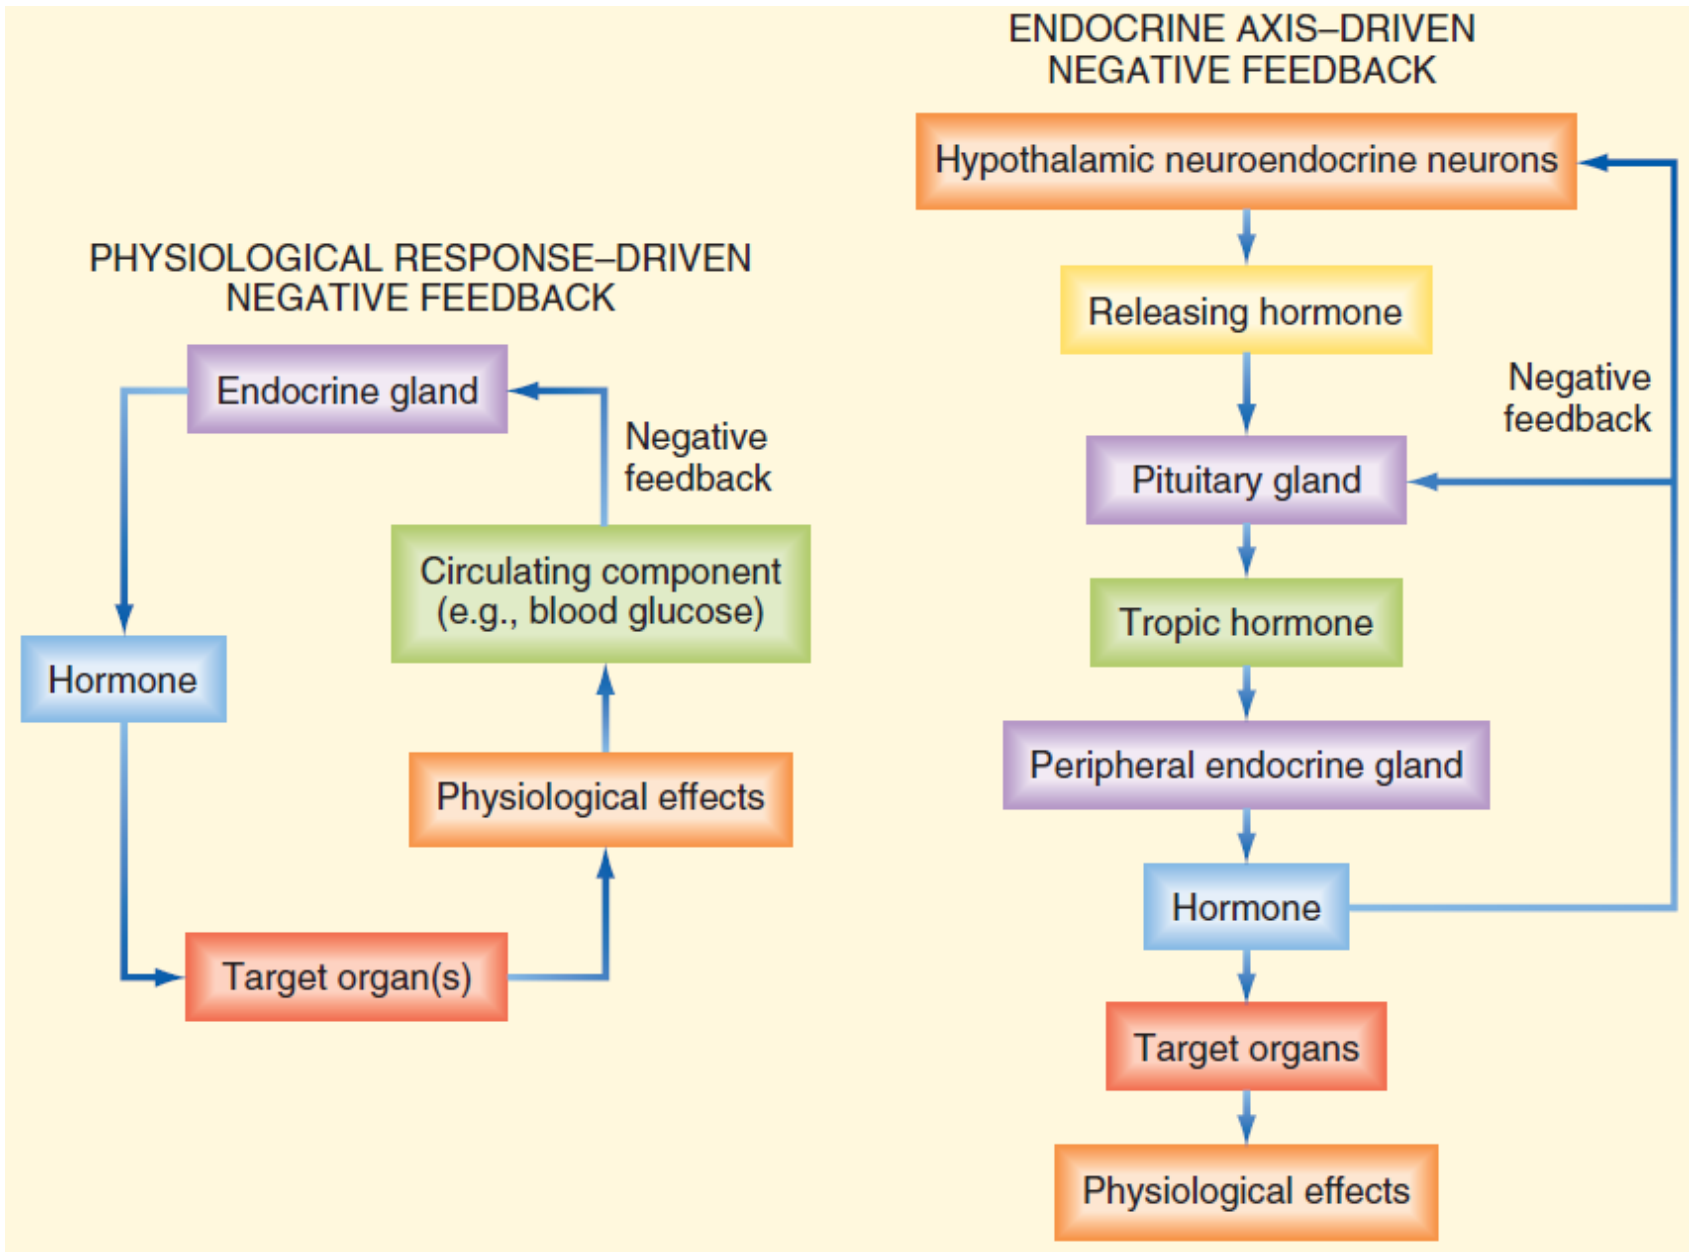 PHYSIOLOGICAL RESPONSE–DRIVEN
NEGATIVE FEEDBACK
Endocrine gland
Negative
feedback
Circulating component
(e.g., blood glucose)
Hormone
Physiological effects
Target organ(s)
ENDOCRINE AXIS–DRIVEN
NEGATIVE FEEDBACK
Hypothalamic neuroendocrine neurons
Releasing hormone
Negative
feedback
Pituitary gland
Tropic hormone
Peripheral endocrine gland
Hormone
Target organs
Physiological effects